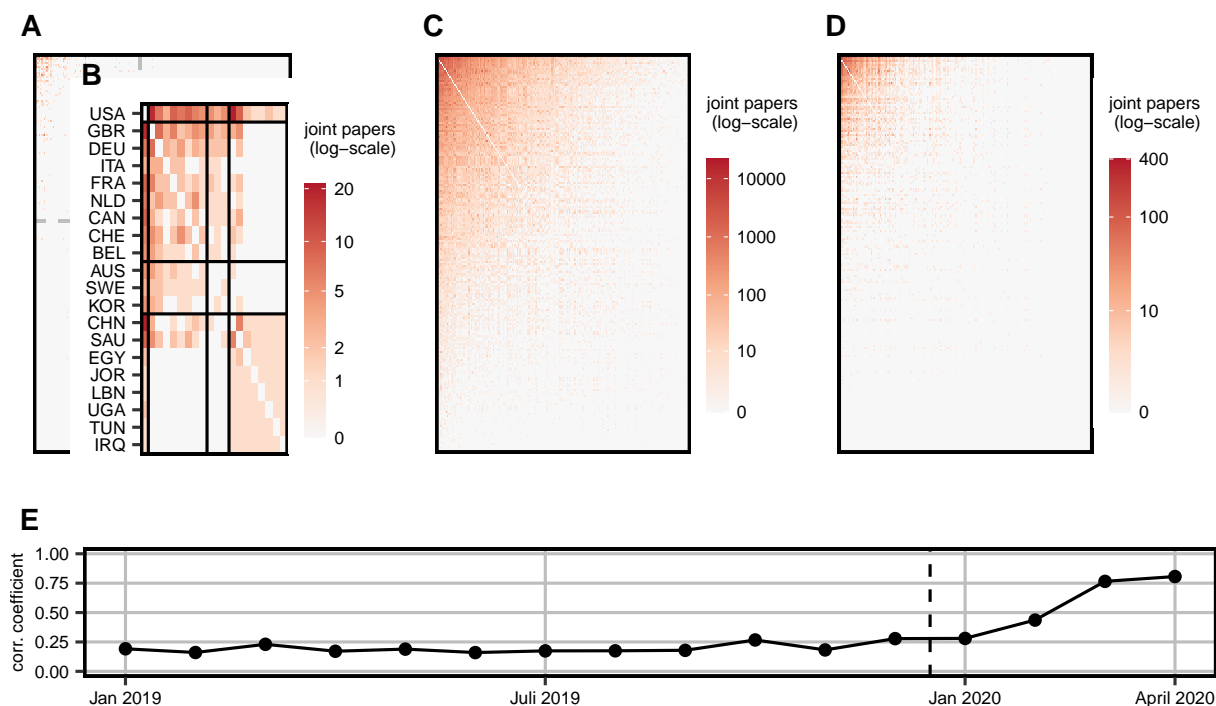 A
B
USA
GBR
DEU
ITA
FRA
NLD
CAN
CHE
BEL
AUS
SWE
KOR
CHN
SAU
EGY
JOR
LBN
UGA
TUN
IRQ
joint papers
(log−scale)
20
10
5
2
1
0
C
joint papers
(log−scale)
10000
1000
100
10
0
D
joint papers
(log−scale)
400
100
10
0
E
corr. coefficient
1.00
0.75
0.50
0.25
0.00
Jan 2019
Juli 2019
Jan 2020
April 2020